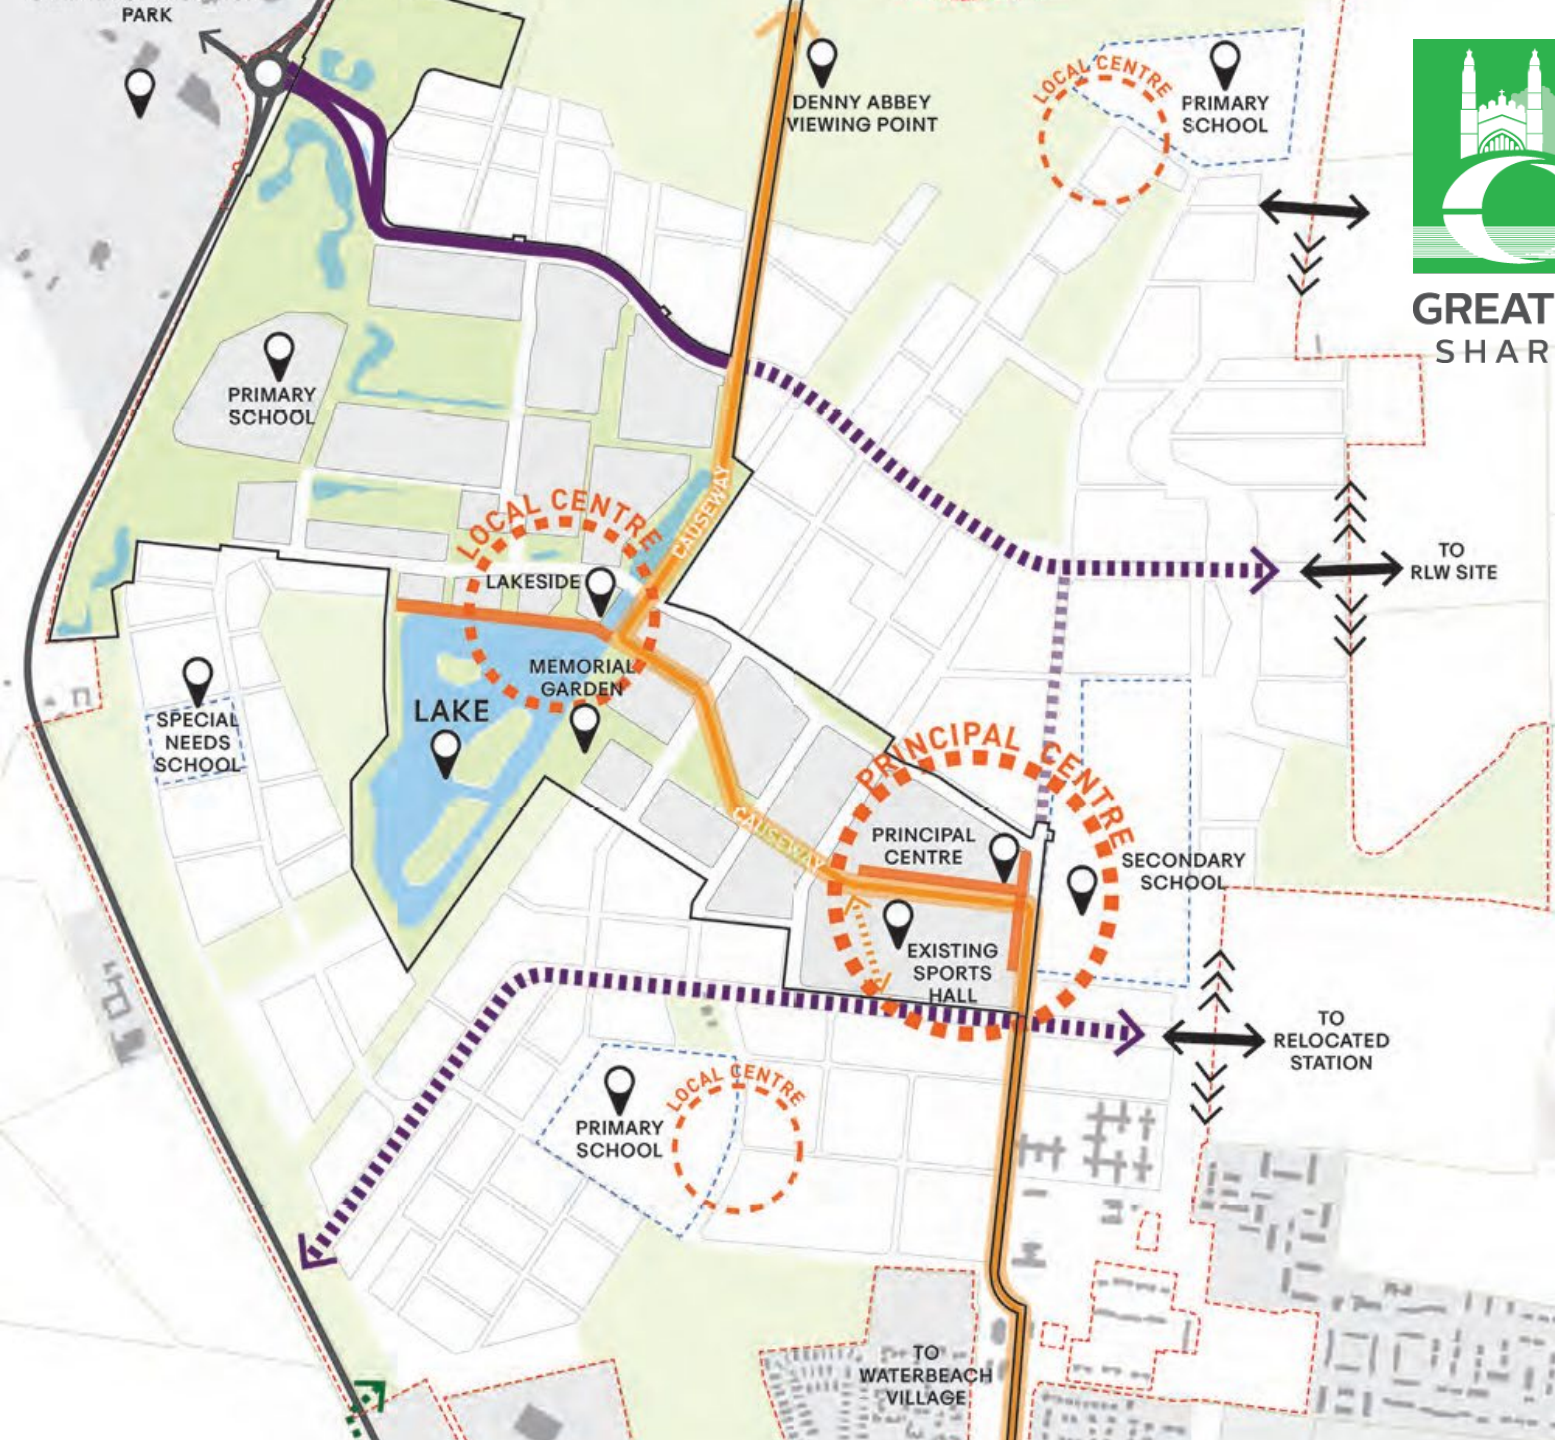 PARK
DENNY ABBEY
VIEWING POINT
LOCAL CENTRE
PRIMARY
SCHOOL
GREAT
SHAR
PRIMARY
SCHOOL
LOCAL CENTRE
CAUSEWAY
LAKESIDE
TO
RLW SITE
MEMORIAL
GARDEN
LAKE
SPECIAL
NEEDS
SCHOOL
PRINCIPAL CENTRE
CAUSEWAY
PRINCIPAL
CENTRE
SECONDARY
SCHOOL
EXISTING
SPORTS
HALL
TO
RELOCATED
STATION
LOCAL CENTRE
PRIMARY
SCHOOL
TO
WATERBEACH
VILLAGE